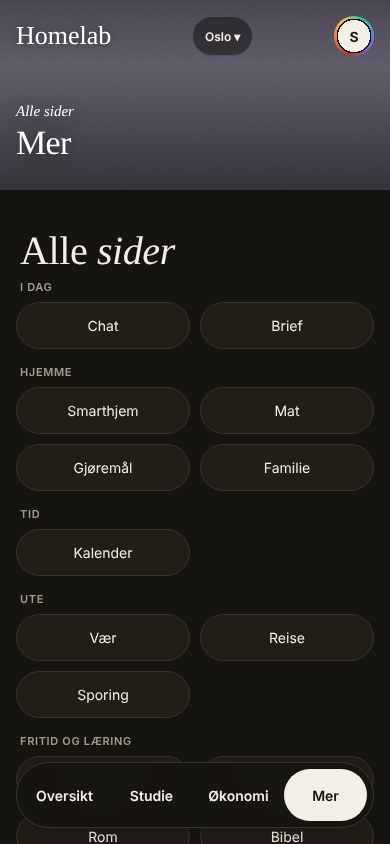 Homelab
Oslo ▾
S
Alle sider
Mer
Alle sider
I DAG
Chat
Brief
HJEMME
Smarthjem
Mat
Gjøremål
Familie
TID
Kalender
UTE
Vær
Reise
Sporing
FRITID OG LÆRING
Oversikt
Studie
Økonomi
Mer
Rom
Bibel